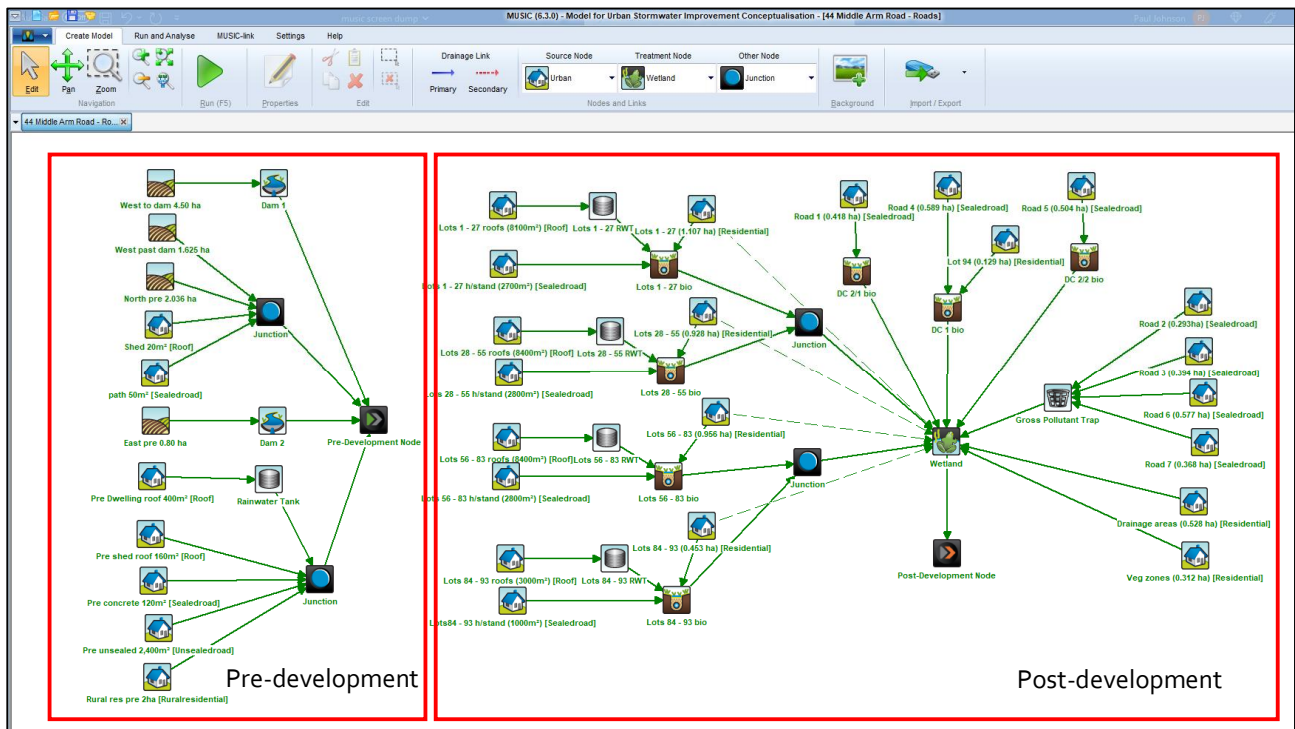 music screen dump
MUSIC (6.3.0) - Model for Urban Stormwater Improvement Conceptualisation - [44 Middle Arm Road - Roads]
Paul Johnson
Create Model Run and Analyse MUSIC-link Settings Help
Drainage Link Source Node Treatment Node Other Node
Urban Wetland Junction
Edit Pan Zoom Primary Secondary
Navigation Run (F5) Properties Edit Nodes and Links Background Import / Export
44 Middle Arm Road - Ro...
West to dam 4.50 ha
Dam 1
West past dam 1.625 ha
North pre 2.036 ha
Junction
Shed 20m² [Roof]
path 50m² [Sealedroad]
East pre 0.80 ha
Dam 2
Pre-Development Node
Pre Dwelling roof 400m² [Roof]
Rainwater Tank
Pre shed roof 160m² [Roof]
Pre concrete 120m² [Sealedroad]
Junction
Pre unsealed 2,400m² [Unsealedroad]
Rural res pre 2ha [Ruralresidential]
Pre-development
Lots 1 - 27 roofs (8100m²) [Roof]
Lots 1 - 27 RWT
Lots 1 - 27 (1.107 ha) [Residential]
Lots 1 - 27 h/stand (2700m²) [Sealedroad]
Lots 1 - 27 bio
Lots 28 - 55 (0.928 ha) [Residential]
Junction
Lots 28 - 55 roofs (8400m²) [Roof]
Lots 28 - 55 RWT
Lots 28 - 55 h/stand (2800m²) [Sealedroad]
Lots 28 - 55 bio
Lots 56 - 83 (0.956 ha) [Residential]
Lots 56 - 83 roofs (8400m²) [Roof]
Lots 56 - 83 RWT
Lots 56 - 83 h/stand (2800m²) [Sealedroad]
Lots 56 - 83 bio
Junction
Lots 84 - 93 (0.453 ha) [Residential]
Lots 84 - 93 roofs (3000m²) [Roof]
Lots 84 - 93 RWT
Lots84 - 93 h/stand (1000m²) [Sealedroad]
Lots 84 - 93 bio
Road 1 (0.418 ha) [Sealedroad]
Road 4 (0.589 ha) [Sealedroad]
Road 5 (0.504 ha) [Sealedroad]
Lot 94 (0.129 ha) [Residential]
DC 2/1 bio
DC 1 bio
DC 2/2 bio
Road 2 (0.293ha) [Sealedroad]
Road 3 (0.394 ha) [Sealedroad]
Gross Pollutant Trap
Road 6 (0.577 ha) [Sealedroad]
Road 7 (0.368 ha) [Sealedroad]
Wetland
Drainage areas (0.528 ha) [Residential]
Veg zones (0.312 ha) [Residential]
Post-Development Node
Post-development